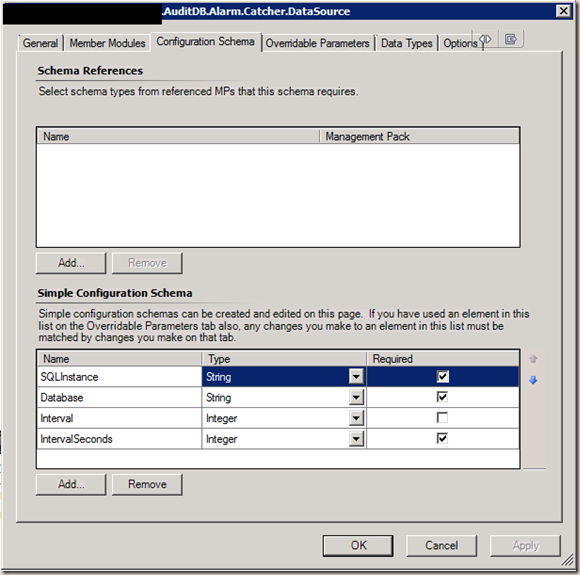 .AuditDB.Alarm.Catcher.DataSource
General Member Modules Configuration Schema Overridable Parameters Data Types Options
Schema References
Select schema types from referenced MPs that this schema requires.
Name Management Pack
Add... Remove
Simple Configuration Schema
Simple configuration schemas can be created and edited on this page. If you have used an element in this
list on the Overridable Parameters tab also, any changes you make to an element in this list must be
matched by changes you make on that tab.
Name Type Required
SQLInstance String
Database String
Interval Integer
IntervalSeconds Integer
Add... Remove
OK Cancel Apply